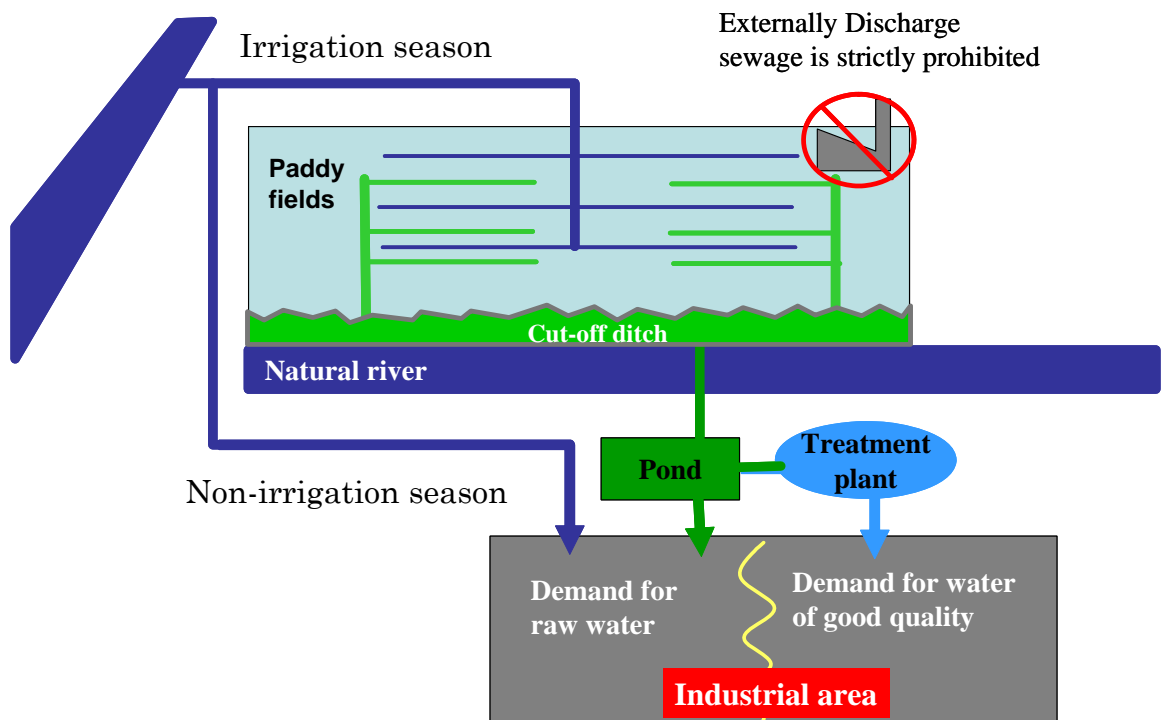 Externally Discharge
sewage is strictly prohibited
Irrigation season
Paddy
fields
Cut-off ditch
Natural river
Pond
Treatment
plant
Non-irrigation season
Demand for
raw water
Demand for water
of good quality
Industrial area